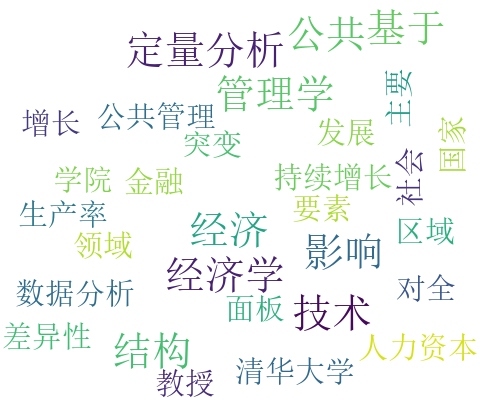 定量分析
公共
基于
管理学
主要
增长
公共管理
突变
发展
国家
社会
学院
金融
持续增长
生产率
要素
经济
区域
领域
影响
经济学
数据分析
面板
技术
对全
差异性
结构
人力资本
教授
清华大学